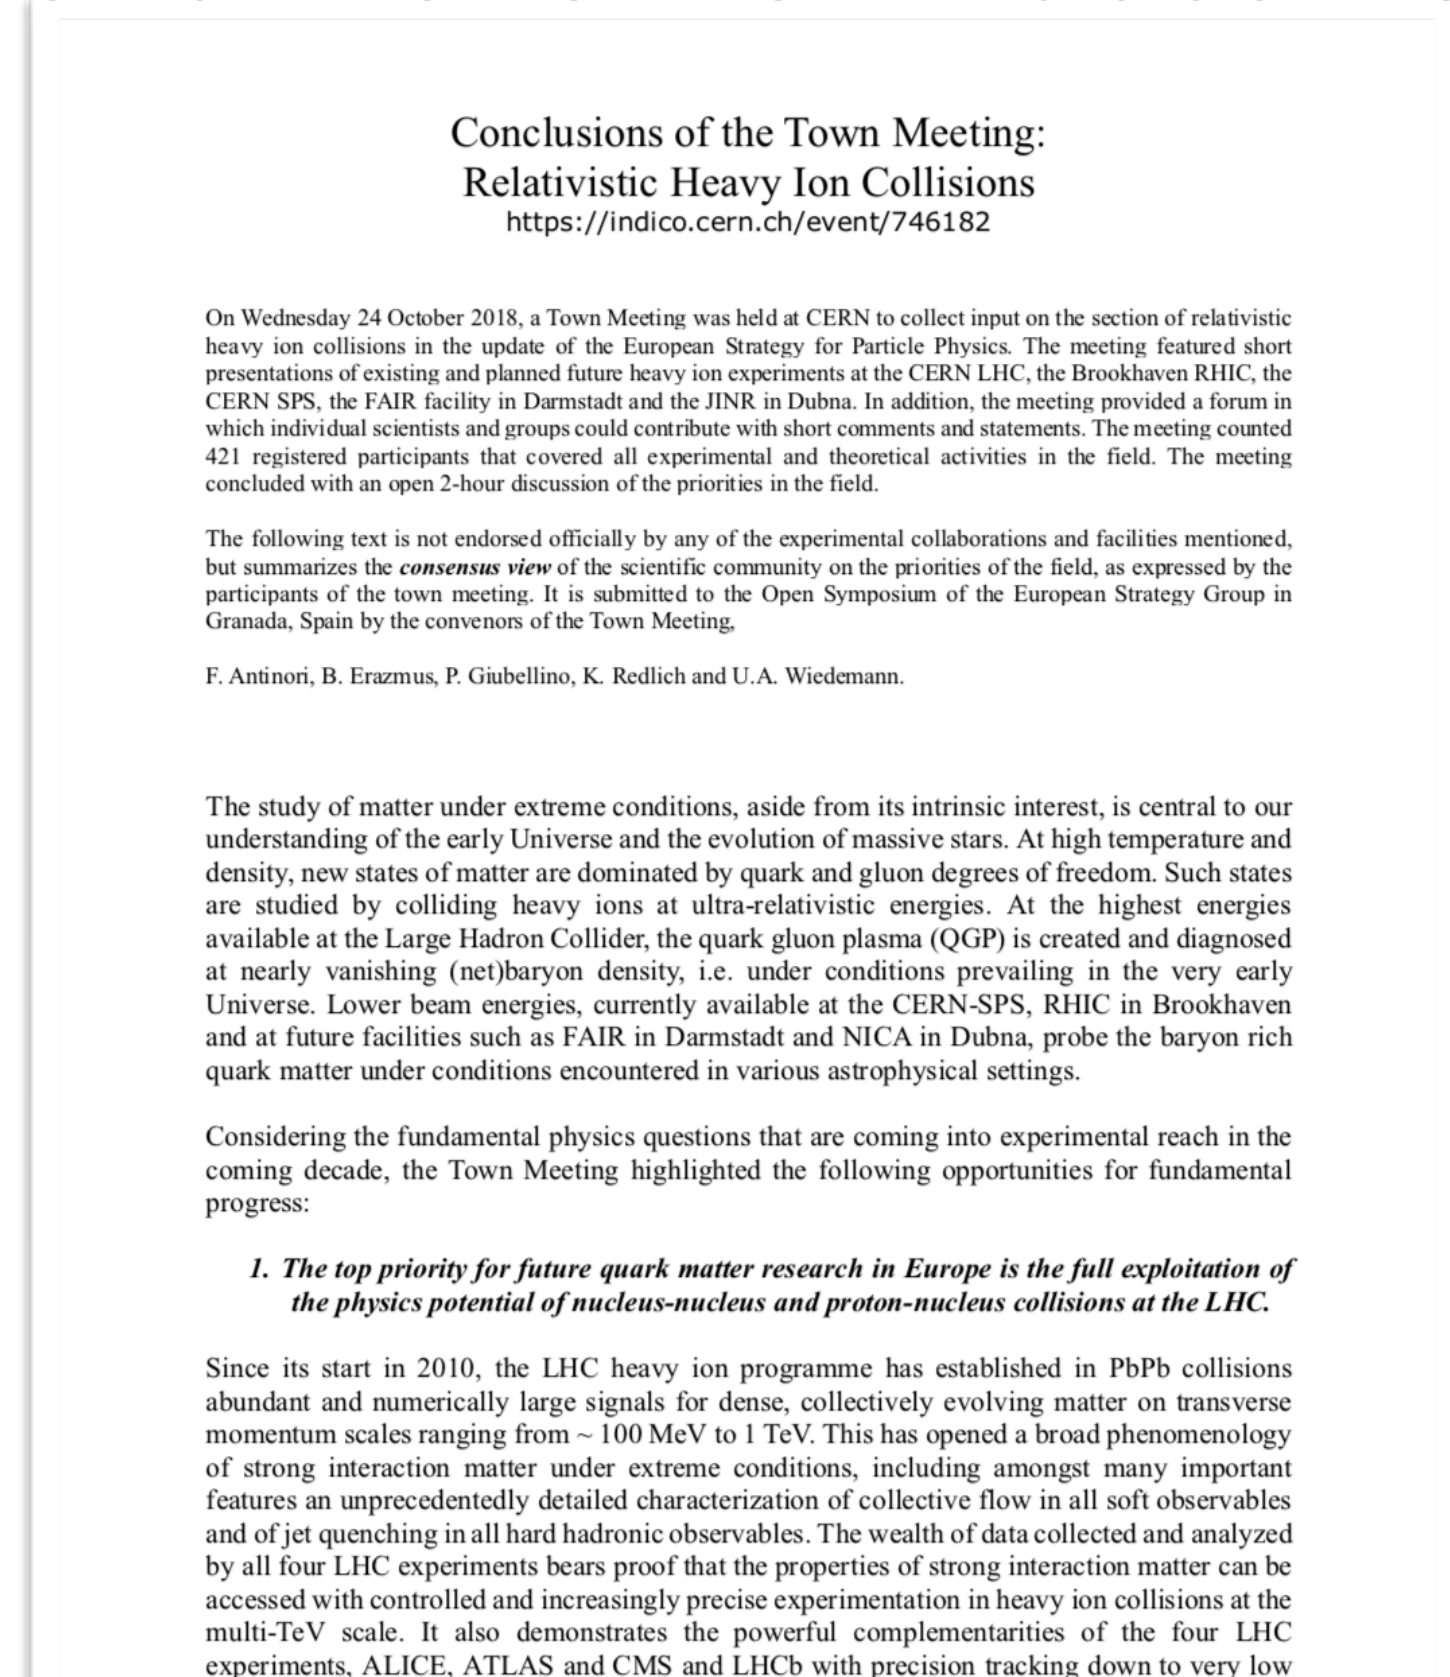 Conclusions of the Town Meeting:
Relativistic Heavy Ion Collisions
https://indico.cern.ch/event/746182
On Wednesday 24 October 2018, a Town Meeting was held at CERN to collect input on the section of relativistic
heavy ion collisions in the update of the European Strategy for Particle Physics. The meeting featured short
presentations of existing and planned future heavy ion experiments at the CERN LHC, the Brookhaven RHIC, the
CERN SPS, the FAIR facility in Darmstadt and the JINR in Dubna. In addition, the meeting provided a forum in
which individual scientists and groups could contribute with short comments and statements. The meeting counted
421 registered participants that covered all experimental and theoretical activities in the field. The meeting
concluded with an open 2-hour discussion of the priorities in the field.
The following text is not endorsed officially by any of the experimental collaborations and facilities mentioned,
but summarizes the consensus view of the scientific community on the priorities of the field, as expressed by the
participants of the town meeting. It is submitted to the Open Symposium of the European Strategy Group in
Granada, Spain by the convenors of the Town Meeting,
F. Antinori, B. Erazmus, P. Giubellino, K. Redlich and U.A. Wiedemann.
The study of matter under extreme conditions, aside from its intrinsic interest, is central to our
understanding of the early Universe and the evolution of massive stars. At high temperature and
density, new states of matter are dominated by quark and gluon degrees of freedom. Such states
are studied by colliding heavy ions at ultra-relativistic energies. At the highest energies
available at the Large Hadron Collider, the quark gluon plasma (QGP) is created and diagnosed
at nearly vanishing (net)baryon density, i.e. under conditions prevailing in the very early
Universe. Lower beam energies, currently available at the CERN-SPS, RHIC in Brookhaven
and at future facilities such as FAIR in Darmstadt and NICA in Dubna, probe the baryon rich
quark matter under conditions encountered in various astrophysical settings.
Considering the fundamental physics questions that are coming into experimental reach in the
coming decade, the Town Meeting highlighted the following opportunities for fundamental
progress:
1. The top priority for future quark matter research in Europe is the full exploitation of
the physics potential of nucleus-nucleus and proton-nucleus collisions at the LHC.
Since its start in 2010, the LHC heavy ion programme has established in PbPb collisions
abundant and numerically large signals for dense, collectively evolving matter on transverse
momentum scales ranging from ~ 100 MeV to 1 TeV. This has opened a broad phenomenology
of strong interaction matter under extreme conditions, including amongst many important
features an unprecedentedly detailed characterization of collective flow in all soft observables
and of jet quenching in all hard hadronic observables. The wealth of data collected and analyzed
by all four LHC experiments bears proof that the properties of strong interaction matter can be
accessed with controlled and increasingly precise experimentation in heavy ion collisions at the
multi-TeV scale. It also demonstrates the powerful complementarities of the four LHC
experiments, ALICE, ATLAS and CMS and LHCb with precision tracking down to very low